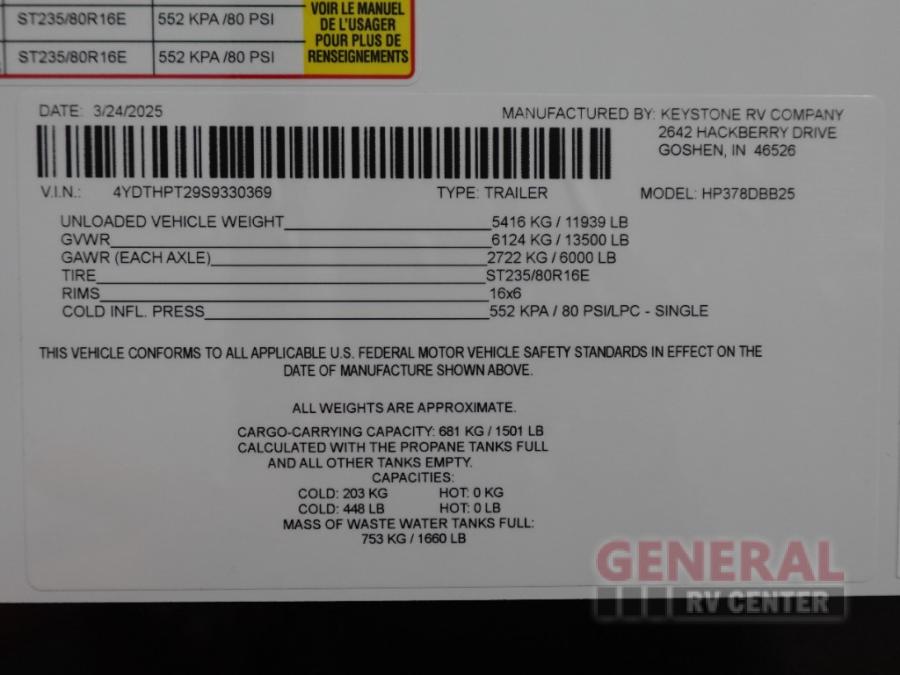 ST235/80R16E 552 KPA /80 PSI
ST235/80R16E 552 KPA /80 PSI
VOIR LE MANUEL
DE L'USAGER
POUR PLUS DE
RENSEIGNEMENTS
DATE: 3/24/2025
MANUFACTURED BY: KEYSTONE RV COMPANY
2642 HACKBERRY DRIVE
GOSHEN, IN 46526
V.I.N.: 4YDTHPT29S9330369 TYPE: TRAILER MODEL: HP378DBB25
UNLOADED VEHICLE WEIGHT 5416 KG / 11939 LB
GVWR 6124 KG / 13500 LB
GAWR (EACH AXLE) 2722 KG / 6000 LB
TIRE ST235/80R16E
RIMS 16x6
COLD INFL. PRESS 552 KPA / 80 PSI/LPC - SINGLE
THIS VEHICLE CONFORMS TO ALL APPLICABLE U.S. FEDERAL MOTOR VEHICLE SAFETY STANDARDS IN EFFECT ON THE
DATE OF MANUFACTURE SHOWN ABOVE.
ALL WEIGHTS ARE APPROXIMATE.
CARGO-CARRYING CAPACITY: 681 KG / 1501 LB
CALCULATED WITH THE PROPANE TANKS FULL
AND ALL OTHER TANKS EMPTY.
CAPACITIES:
COLD: 203 KG HOT: 0 KG
COLD: 448 LB HOT: 0 LB
MASS OF WASTE WATER TANKS FULL:
753 KG / 1660 LB
GENERAL
RV CENTER